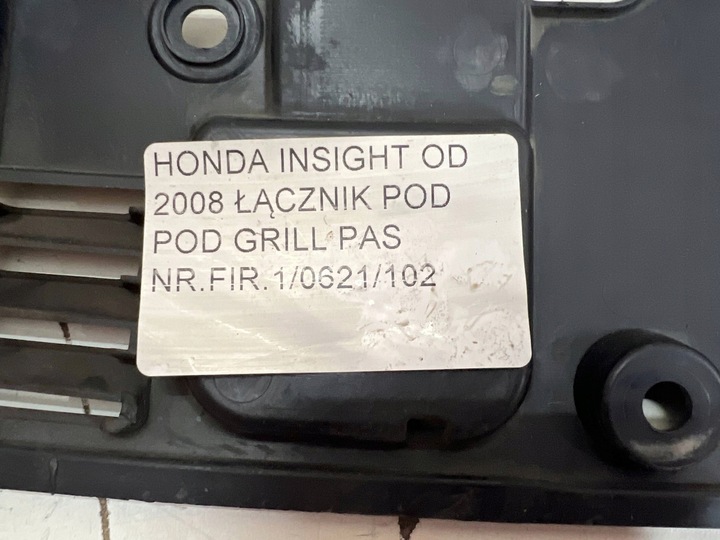 HONDA INSIGHT OD
2008 ŁĄCZNIK POD
POD GRILL PAS
NR.FIR.1/0621/102